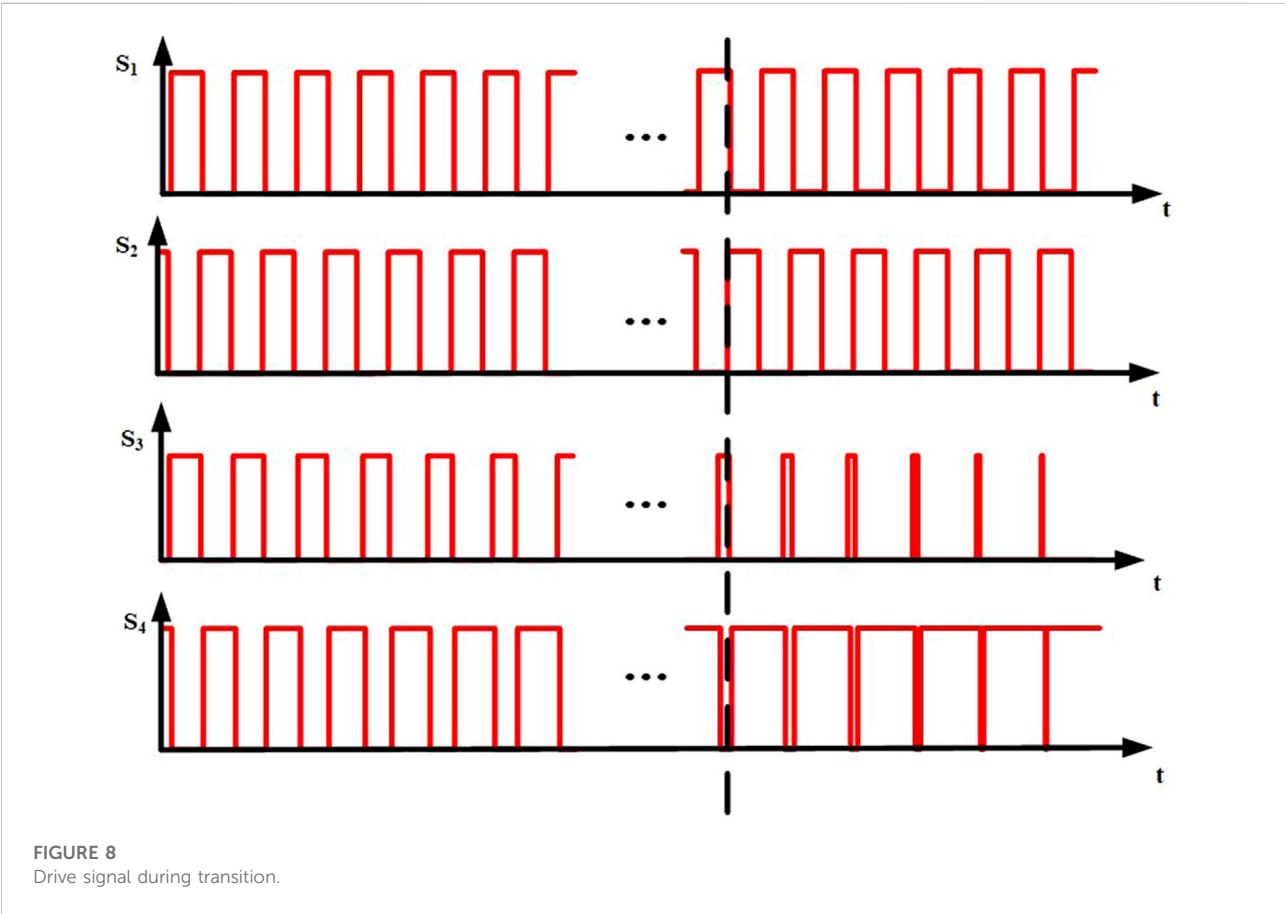 S1
...
t
S2
...
t
S3
...
t
S4
...
t
FIGURE 8
Drive signal during transition.